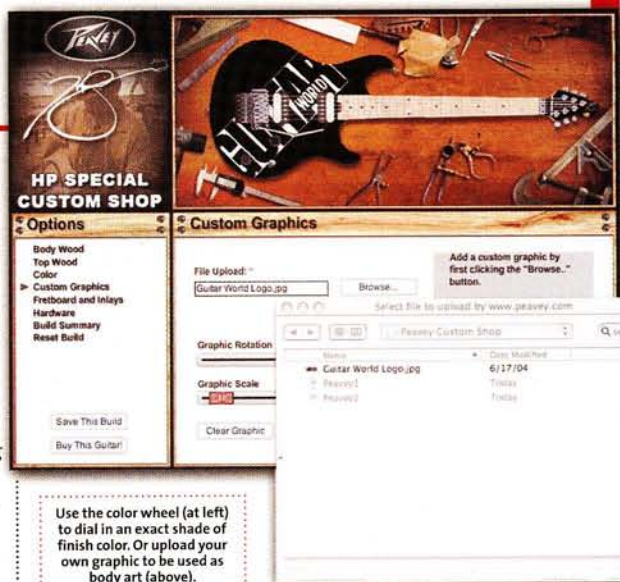 PEAVEY
HP SPECIAL
CUSTOM SHOP
WORLD
Options
Body Wood
Top Wood
Color
Custom Graphics
Fretboard and Inlays
Hardware
Build Summary
Reset Build
Save This Build
Buy This Guitar!
Custom Graphics
File Upload:
Guitar World Logo.jpg
Browse...
Add a custom graphic by
first clicking the "Browse.."
button.
Graphic Rotation
Graphic Scale
Clear Graphic
Select file to upload by www.peavey.com
Peavey Custom Shop
Name
Date Modified
Guitar World Logo.jpg
6/17/04
Peavey1
Today
Peavey2
Today
Use the color wheel (at left)
to dial in an exact shade of
finish color. Or upload your
own graphic to be used as
body art (above).